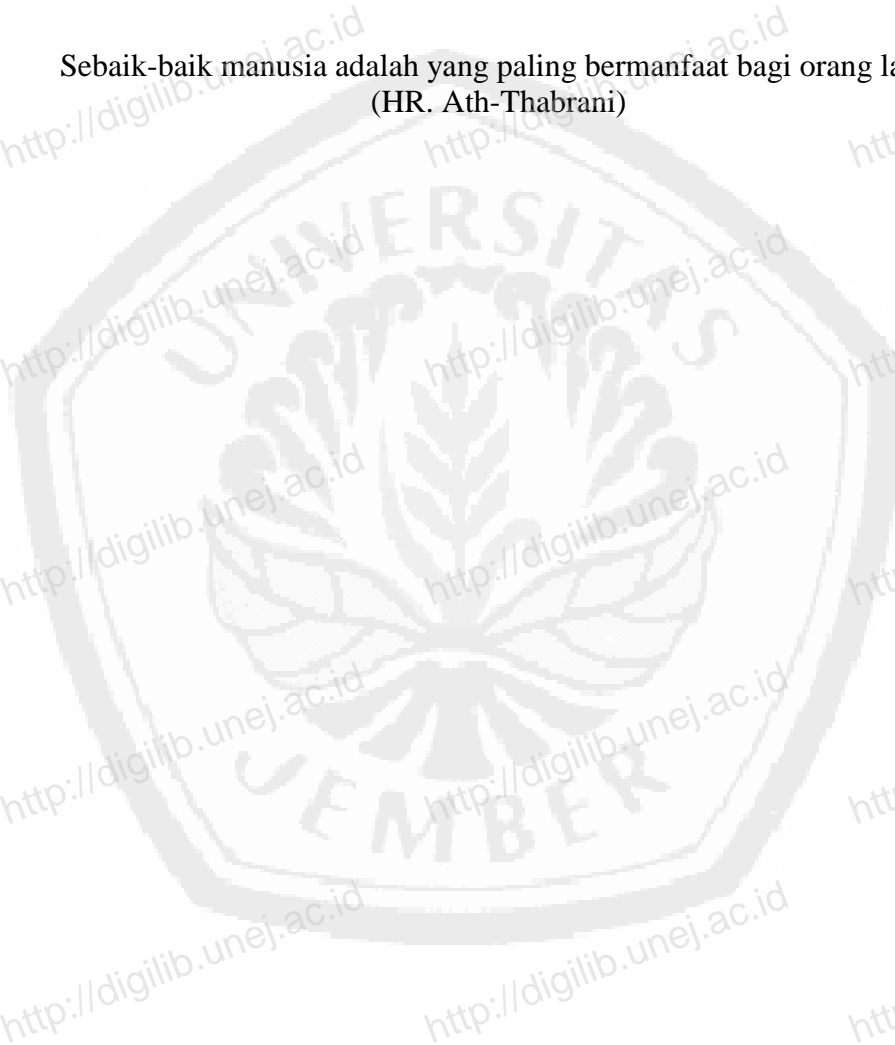 Sebaik-baik manusia adalah yang paling bermanfaat bagi orang
(HR. Ath-Thabrani)
UNIVERSITAS
JEMBER
http://digilib.unej.ac.id
http://digilib.unej.ac.id
http://digilib.unej.ac.id
http://digilib.unej.ac.id
http://digilib.unej.ac.id
http://digilib.unej.ac.id
http://digilib.unej.ac.id
http://digilib.unej.ac.id
http://digilib.unej.ac.id
http://digilib.unej.ac.id